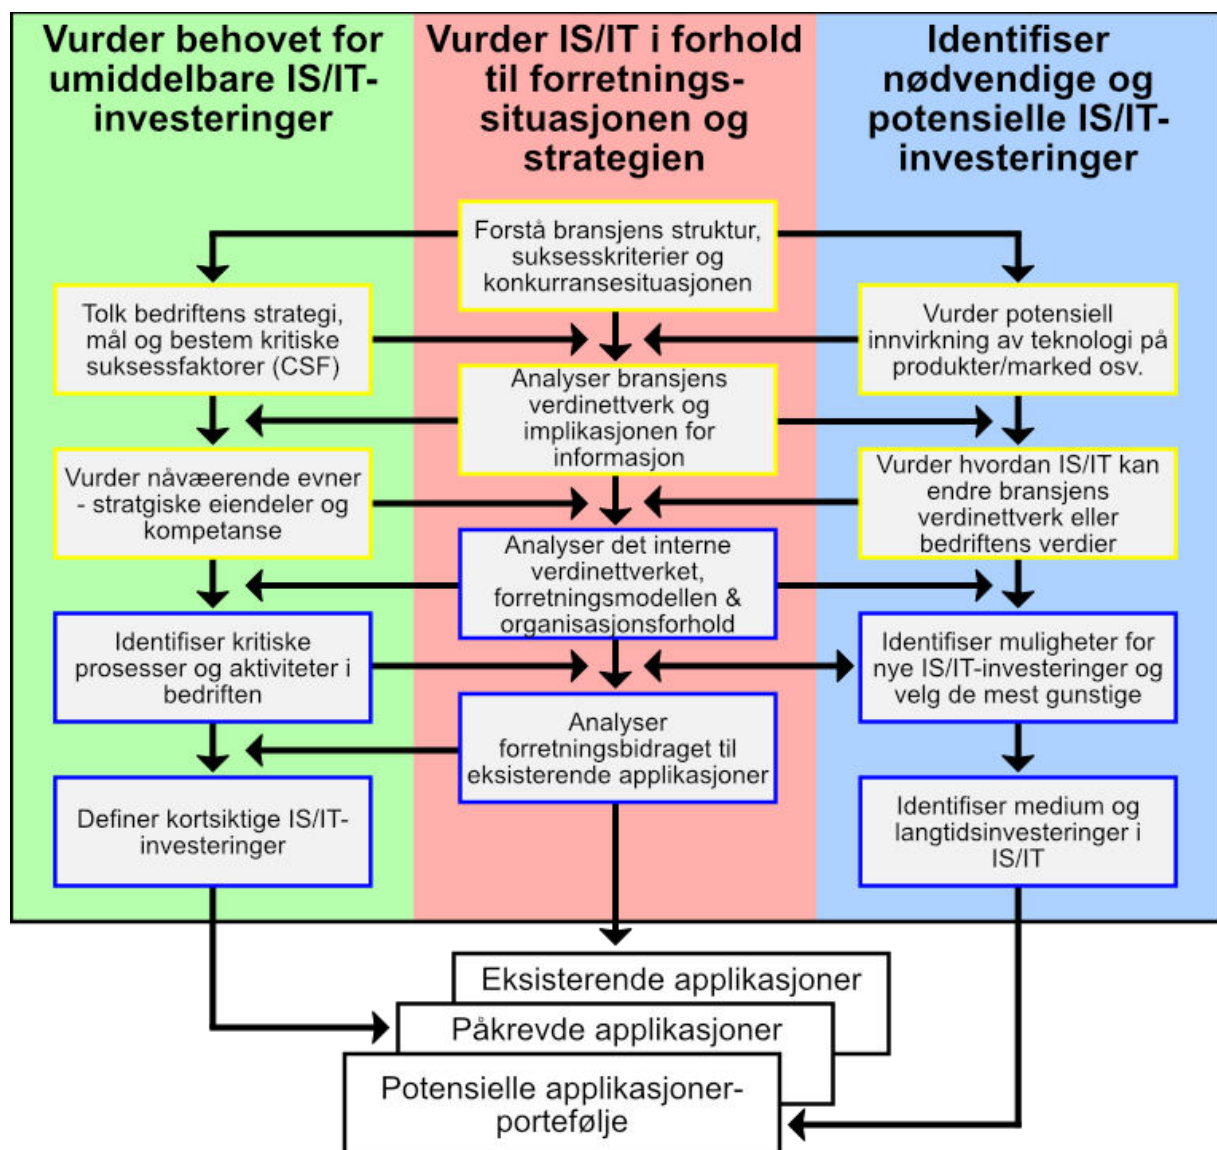 Vurder behovet for
umiddelbare IS/IT-
investeringer
Vurder IS/IT i forhold
til forretnings-
situasjonen og
strategien
Identifiser
nødvendige og
potensielle IS/IT-
investeringer
Forstå bransjens struktur,
suksesskriterier og
konkurransesituasjonen
Tolk bedriftens strategi,
mål og bestem kritiske
suksessfaktorer (CSF)
Vurder potensiell
innvirkning av teknologi på
produkter/marked osv.
Analyser bransjens
verdinettverk og
implikasjonen for
informasjon
Vurder nåvæerende evner
- stratgiske eiendeler og
kompetanse
Vurder hvordan IS/IT kan
endre bransjens
verdinettverk eller
bedriftens verdier
Analyser det interne
verdinettverket,
forretningsmodellen &
organisasjonsforhold
Identifiser kritiske
prosesser og aktiviteter i
bedriften
Identifiser muligheter for
nye IS/IT-investeringer og
velg de mest gunstige
Analyser
forretningsbidraget til
eksisterende applikasjoner
Definer kortsiktige IS/IT-
investeringer
Identifiser medium og
langtidsinvesteringer i
IS/IT
Eksisterende applikasjoner
Påkrevde applikasjoner
Potensielle applikasjoner-
portefølje